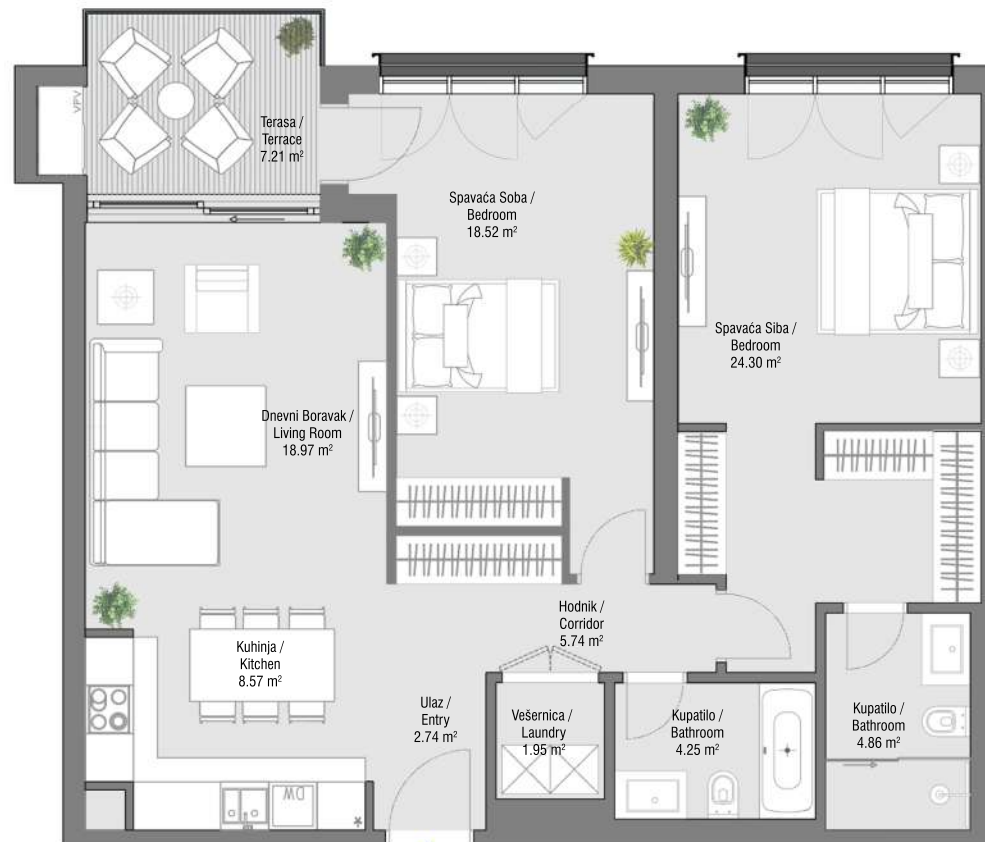 VPV
Terasa /
Terrace
7.21 m²
Spavaća Soba /
Bedroom
18.52 m²
Spavaća Siba /
Bedroom
24.30 m²
Dnevni Boravak /
Living Room
18.97 m²
Hodnik /
Corridor
5.74 m²
Kuhinja /
Kitchen
8.57 m²
Ulaz /
Entry
2.74 m²
Vešernica /
Laundry
1.95 m²
Kupatilo /
Bathroom
4.25 m²
Kupatilo /
Bathroom
4.86 m²
DW
*